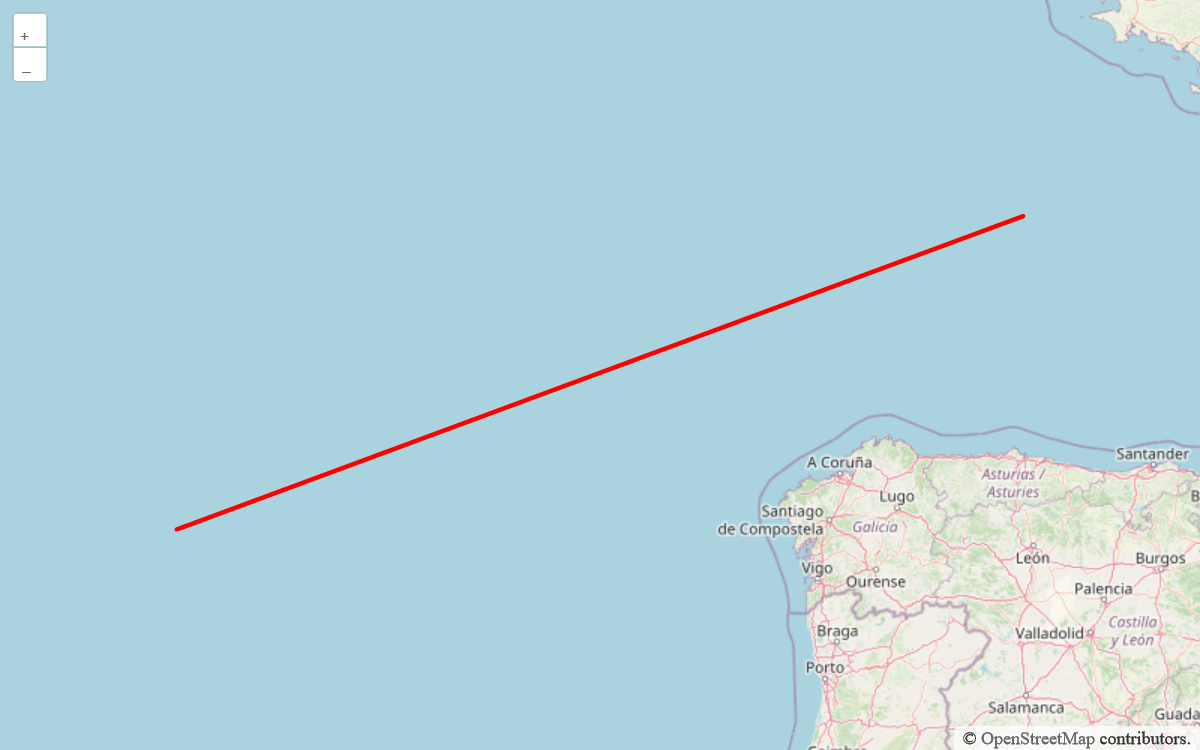 +
–
A Coruña
Santander
Asturias /
Asturies
Lugo
Santiago
de Compostela
Galicia
León
Burgos
Vigo
Ourense
Palencia
Castilla
y León
Braga
Valladolid
Porto
Salamanca
© OpenStreetMap contributors.